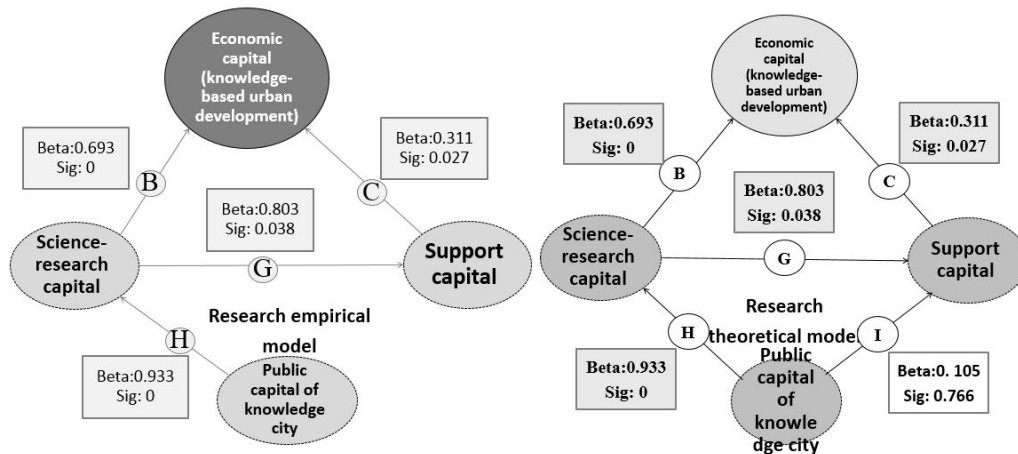 Economic
capital
(knowledge-
based urban
development)
Beta:0.693
Sig: 0
Beta:0.311
Sig: 0.027
B
C
Beta:0.803
Sig: 0.038
Science-
research
capital
G
Support
capital
H
Research empirical
model
Beta:0.933
Sig: 0
Public
capital of
knowledge
city
Economic
capital
(knowledge-
based urban
development)
Beta:0.693
Sig: 0
Beta:0.311
Sig: 0.027
B
C
Beta:0.803
Sig: 0.038
Science-
research
capital
G
Support
capital
Research
theoretical model
H
I
Beta:0.933
Sig: 0
Public
capital
of
knowle
dge city
Beta:0. 105
Sig: 0.766